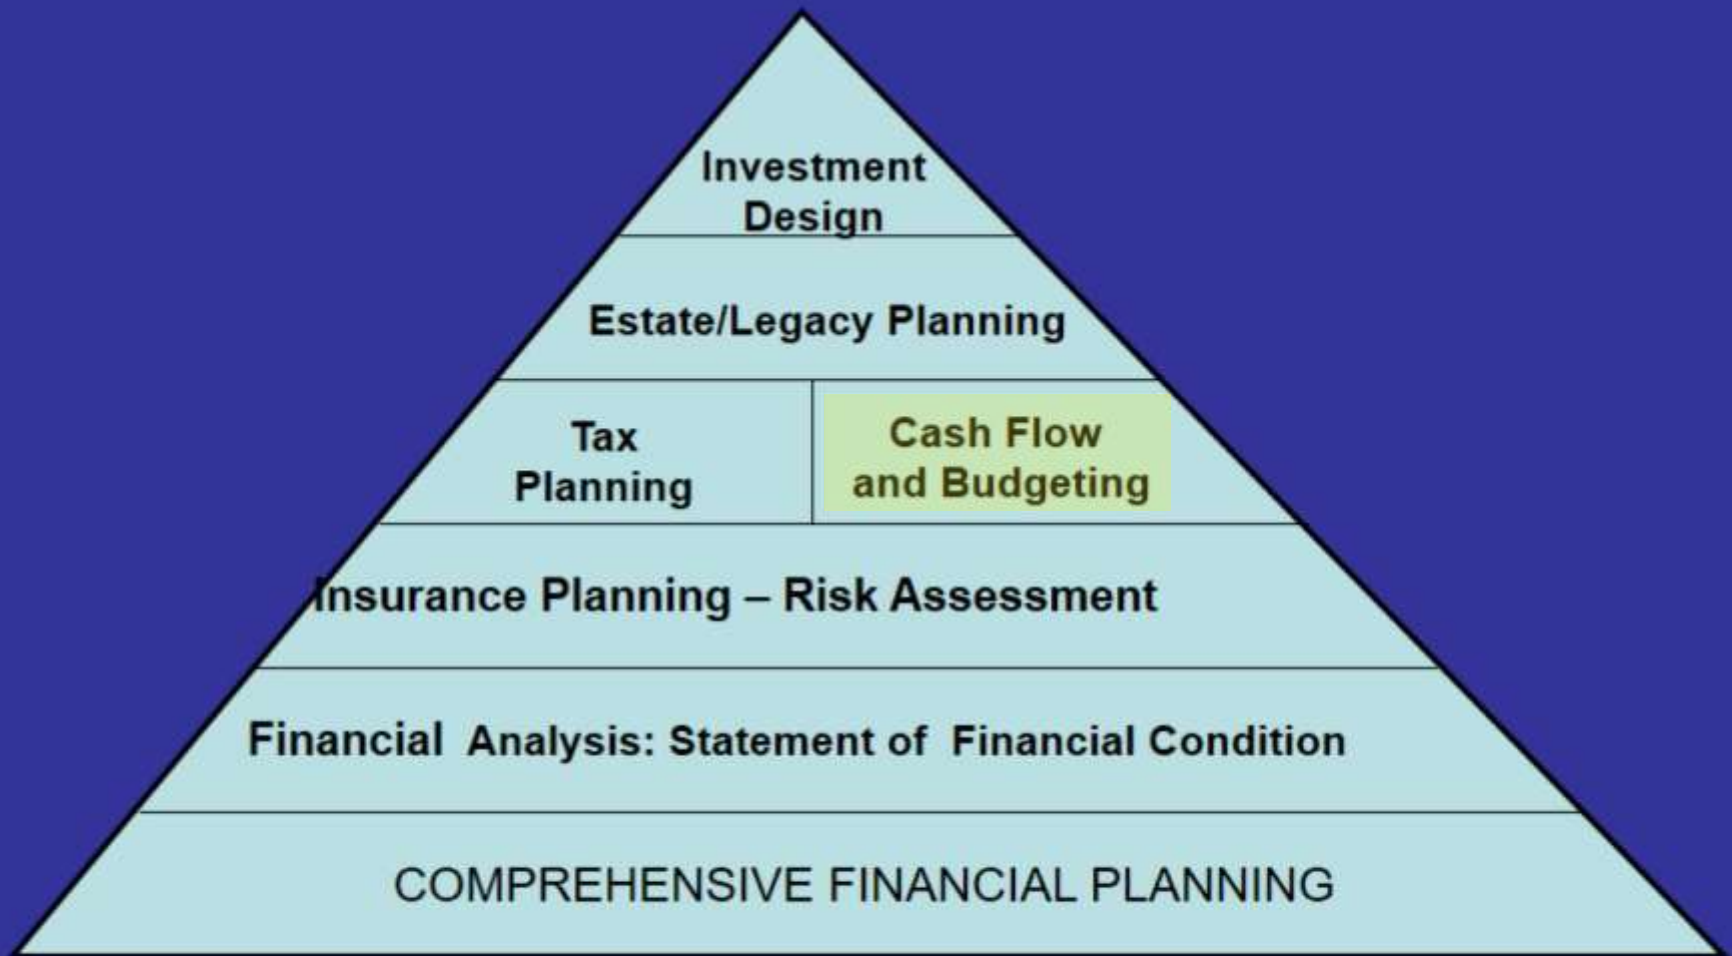 Investment
Design
Estate/Legacy Planning
Tax
Planning
Cash Flow
and Budgeting
Insurance Planning – Risk Assessment
Financial Analysis: Statement of Financial Condition
COMPREHENSIVE FINANCIAL PLANNING